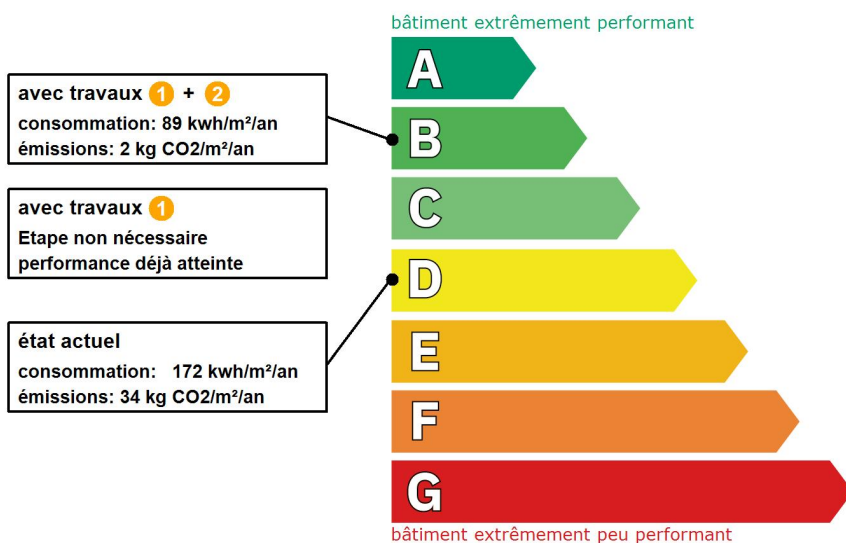 bâtiment extrêmement performant
avec travaux 1 + 2
consommation: 89 kwh/m²/an
émissions: 2 kg CO2/m²/an
avec travaux 1
Etape non nécessaire
performance déjà atteinte
état actuel
consommation: 172 kwh/m²/an
émissions: 34 kg CO2/m²/an
A
B
C
D
E
F
G
bâtiment extrêmement peu performant